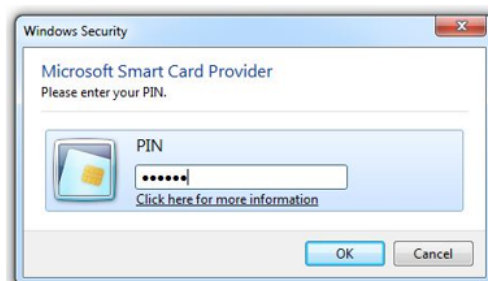 Windows Security
Microsoft Smart Card Provider
Please enter your PIN.
PIN
••••••
Click here for more information
OK
Cancel